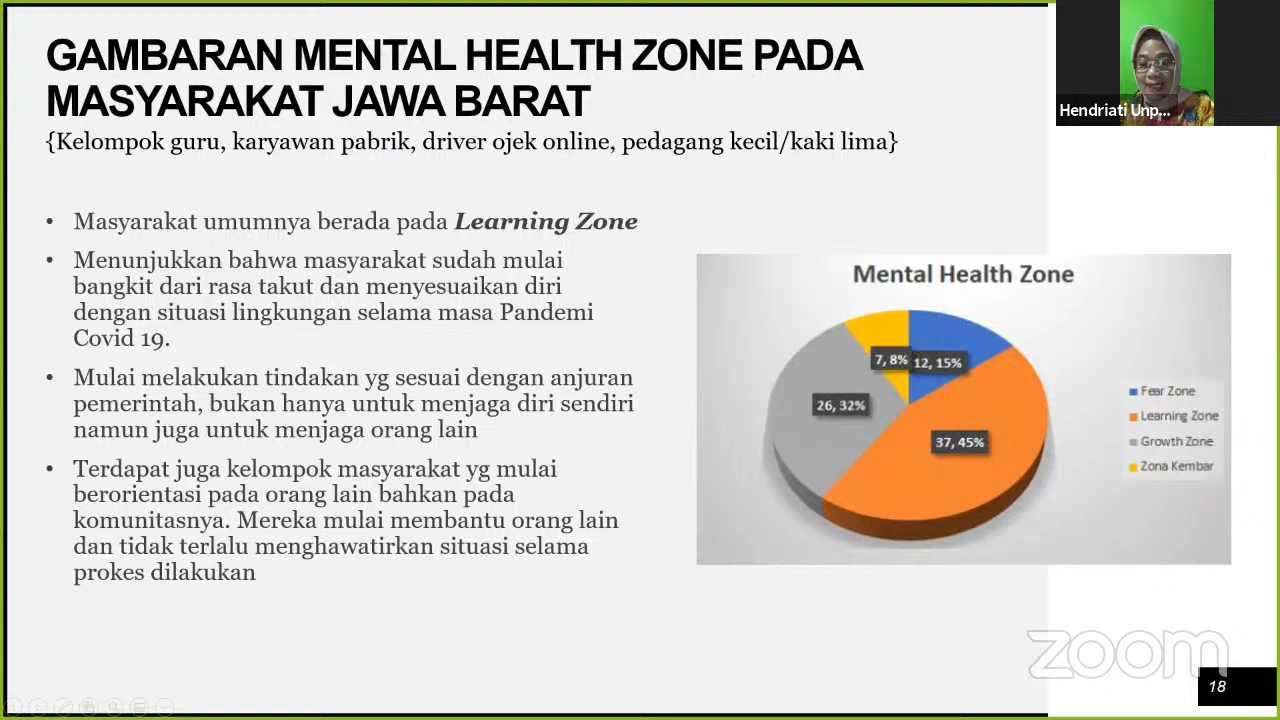 GAMBARAN MENTAL HEALTH ZONE PADA
MASYARAKAT JAWA BARAT
{Kelompok guru, karyawan pabrik, driver ojek online, pedagang kecil/kaki lima}
Hendriati Unp...
• Masyarakat umumnya berada pada Learning Zone
• Menunjukkan bahwa masyarakat sudah mulai
bangkit dari rasa takut dan menyesuaikan diri
dengan situasi lingkungan selama masa Pandemi
Covid 19.
• Mulai melakukan tindakan yg sesuai dengan anjuran
pemerintah, bukan hanya untuk menjaga diri sendiri
namun juga untuk menjaga orang lain
• Terdapat juga kelompok masyarakat yg mulai
berorientasi pada orang lain bahkan pada
komunitasnya. Mereka mulai membantu orang lain
dan tidak terlalu menghawatirkan situasi selama
prokes dilakukan
Mental Health Zone
7, 8%
12, 15%
26, 32%
37, 45%
Fear Zone
Learning Zone
Growth Zone
Zona Kembar
zoom
18